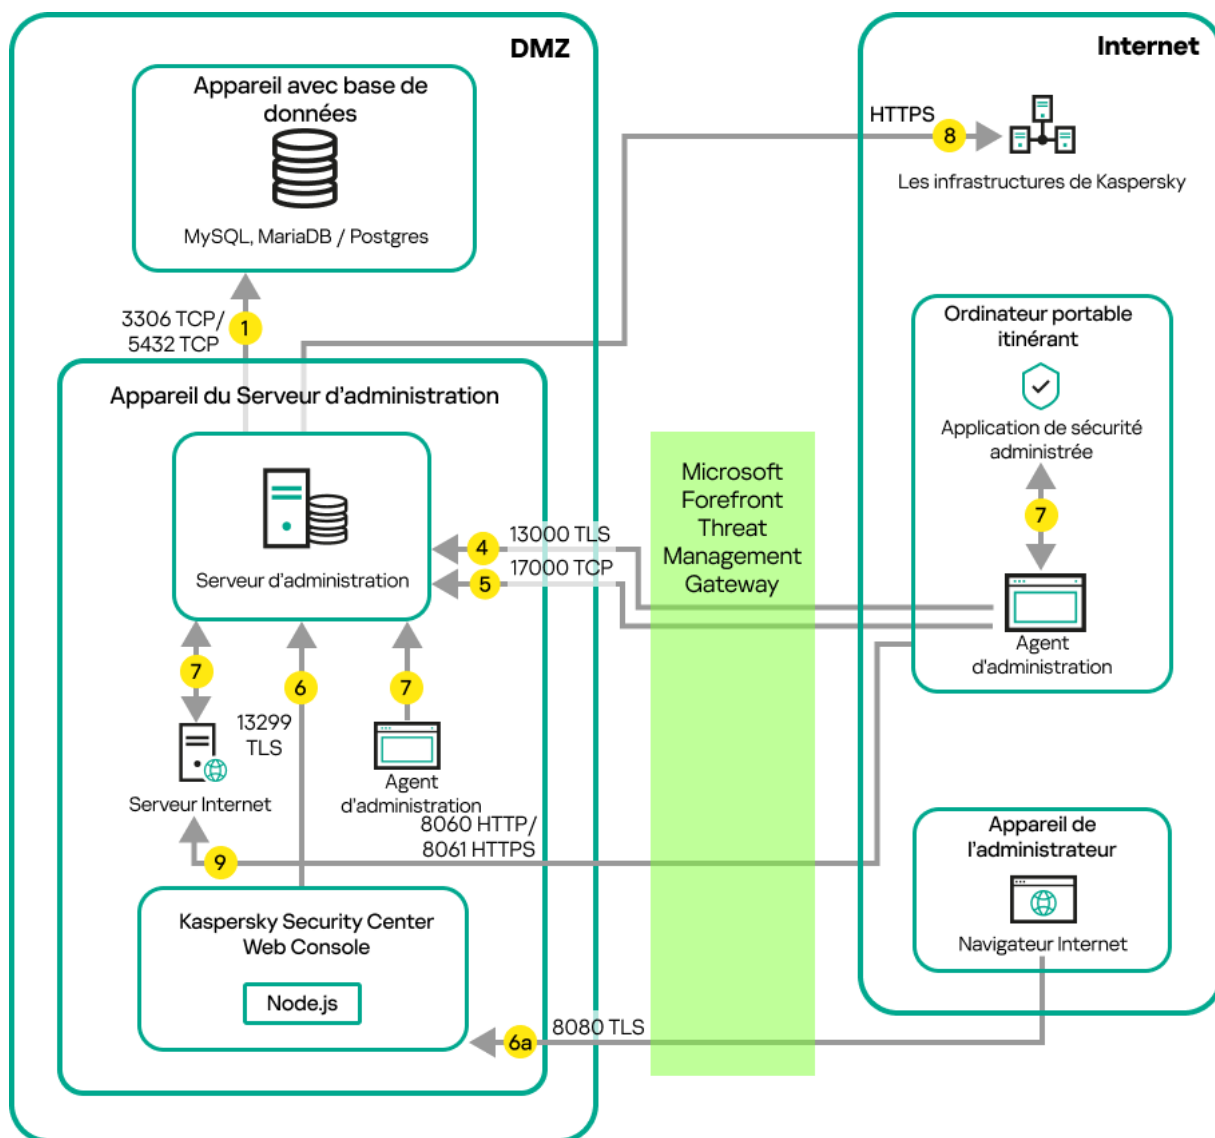 DMZ
Appareil avec base de
données
MySQL, MariaDB / Postgres
3306 TCP/
5432 TCP
1
Appareil du Serveur d'administration
Serveur d'administration
4
13000 TLS
5
17000 TCP
7
6
7
13299
TLS
Serveur Internet
Agent
d'administration
8060 HTTP/
8061 HTTPS
9
Kaspersky Security Center
Web Console
Node.js
6a
8080 TLS
Microsoft
Forefront
Threat
Management
Gateway
Internet
HTTPS
8
Les infrastructures de Kaspersky
Ordinateur portable
itinérant
Application de sécurité
administrée
7
Agent
d'administration
Appareil de
l'administrateur
Navigateur Internet